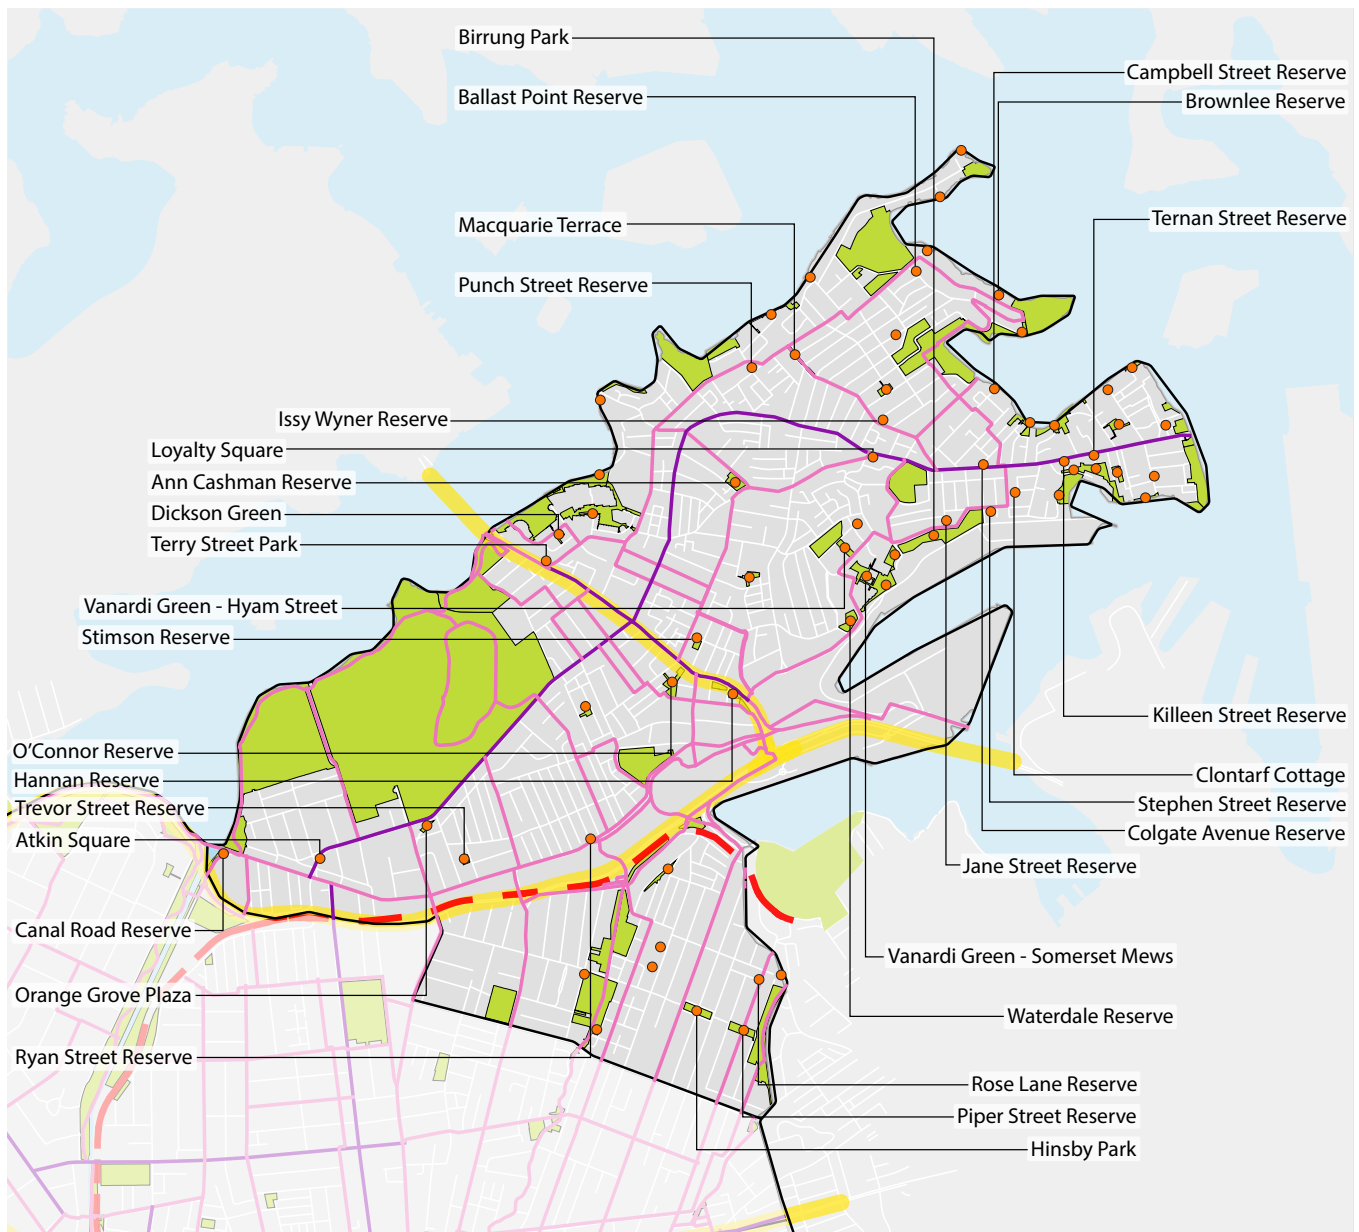 Birrung Park
Campbell Street Reserve
Ballast Point Reserve
Brownlee Reserve
Macquarie Terrace
Ternan Street Reserve
Punch Street Reserve
Issy Wyner Reserve
Loyalty Square
Ann Cashman Reserve
Dickson Green
Terry Street Park
Vanardi Green - Hyam Street
Stimson Reserve
Killeen Street Reserve
O’Connor Reserve
Clontarf Cottage
Hannan Reserve
Stephen Street Reserve
Trevor Street Reserve
Colgate Avenue Reserve
Atkin Square
Jane Street Reserve
Canal Road Reserve
Vanardi Green - Somerset Mews
Orange Grove Plaza
Waterdale Reserve
Ryan Street Reserve
Rose Lane Reserve
Piper Street Reserve
Hinsby Park